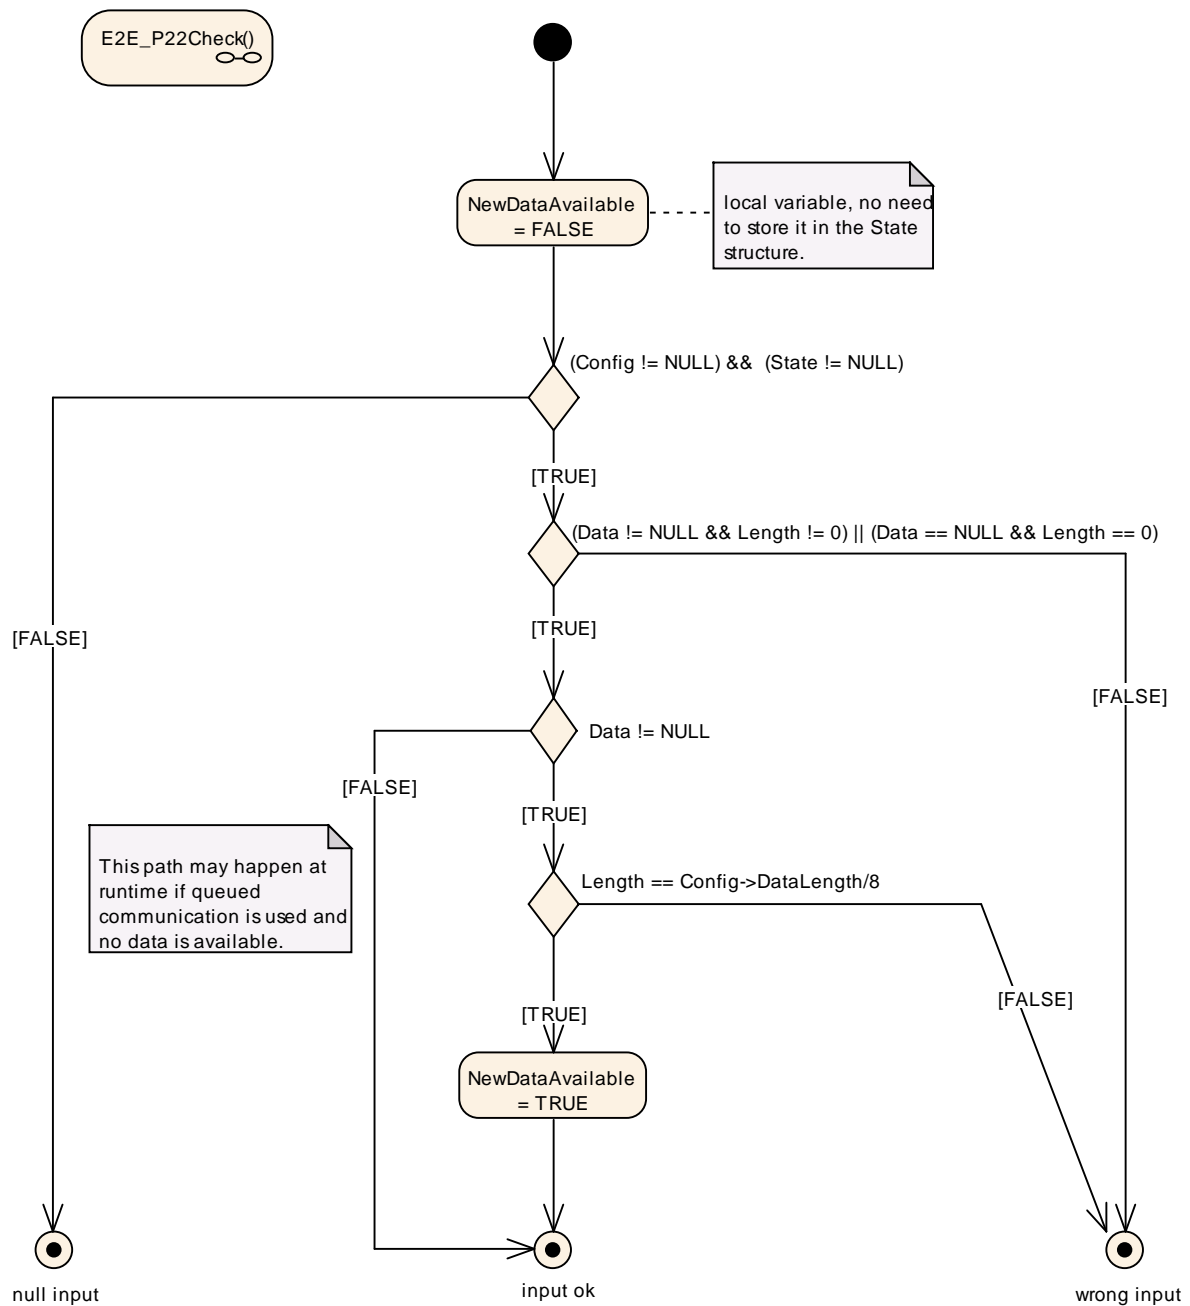 E2E_P22Check()
NewDataAvailable
= FALSE
local variable, no need
to store it in the State
structure.
(Config != NULL) && (State != NULL)
[TRUE]
(Data != NULL && Length != 0) || (Data == NULL && Length == 0)
[TRUE]
[FALSE]
[FALSE]
Data != NULL
[FALSE]
[TRUE]
This path may happen at
runtime if queued
communication is used and
no data is available.
Length == Config->DataLength/8
[FALSE]
[TRUE]
NewDataAvailable
= TRUE
null input
input ok
wrong input